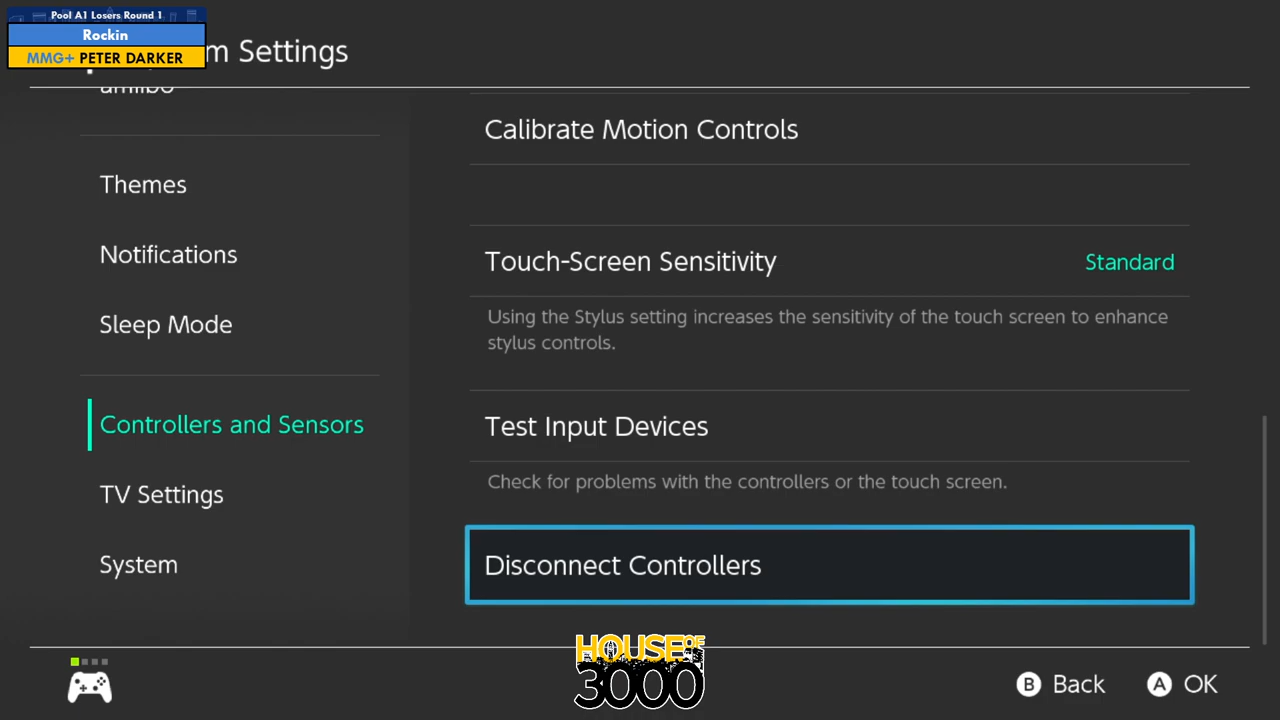 Pool A1 Losers Round 1
Rockin
MMG+ PETER DARKER
m Settings
amiibo
Themes
Notifications
Sleep Mode
Controllers and Sensors
TV Settings
System
Calibrate Motion Controls
Touch-Screen Sensitivity Standard
Using the Stylus setting increases the sensitivity of the touch screen to enhance
stylus controls.
Test Input Devices
Check for problems with the controllers or the touch screen.
Disconnect Controllers
HOUSE OF
3000
B Back A OK